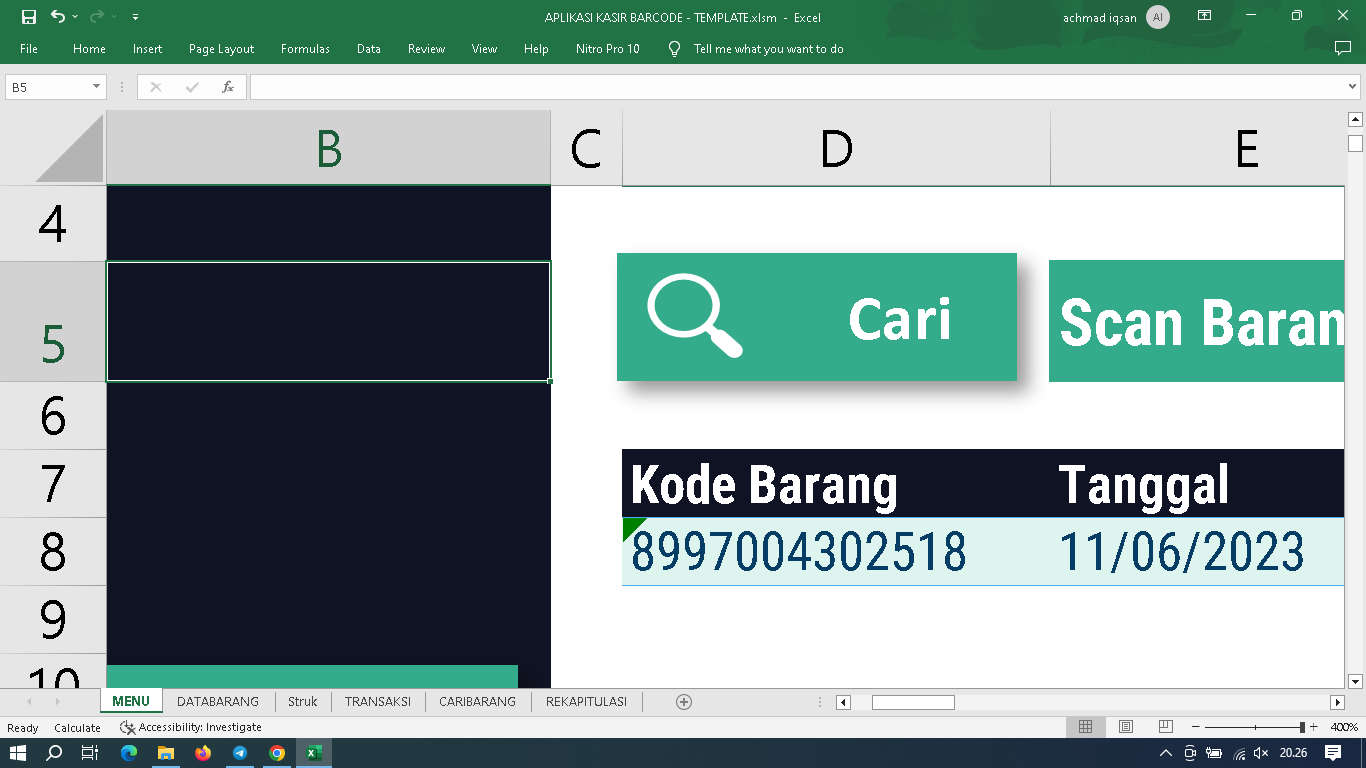 APLIKASI KASIR BARCODE - TEMPLATE.xlsm - Excel
achmad iqsan
AI
File Home Insert Page Layout Formulas Data Review View Help Nitro Pro 10 Tell me what you want to do
B5
fx
B C D E
4
5
Cari
Scan Baran
6
7 Kode Barang Tanggal
8 8997004302518 11/06/2023
9
10
MENU DATABARANG Struk TRANSAKSI CARIBARANG REKAPITULASI
Ready Calculate Accessibility: Investigate 400%
20.26